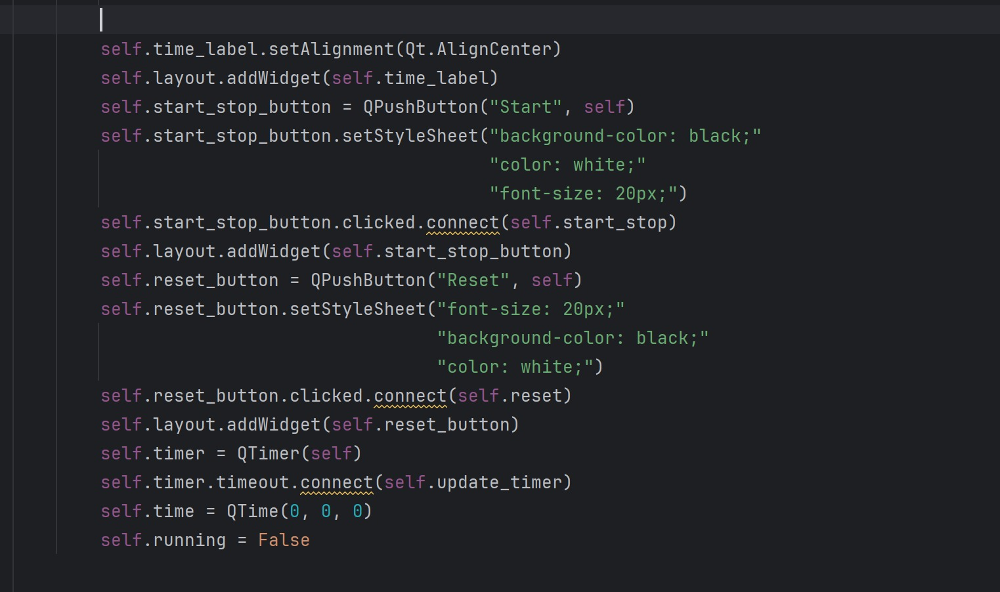 self.time_label.setAlignment(Qt.AlignCenter)
self.layout.addWidget(self.time_label)
self.start_stop_button = QPushButton("Start", self)
self.start_stop_button.setStyleSheet("background-color: black;"
"color: white;"
"font-size: 20px;")
self.start_stop_button.clicked.connect(self.start_stop)
self.layout.addWidget(self.start_stop_button)
self.reset_button = QPushButton("Reset", self)
self.reset_button.setStyleSheet("font-size: 20px;"
"background-color: black;"
"color: white;")
self.reset_button.clicked.connect(self.reset)
self.layout.addWidget(self.reset_button)
self.timer = QTimer(self)
self.timer.timeout.connect(self.update_timer)
self.time = QTime(0, 0, 0)
self.running = False